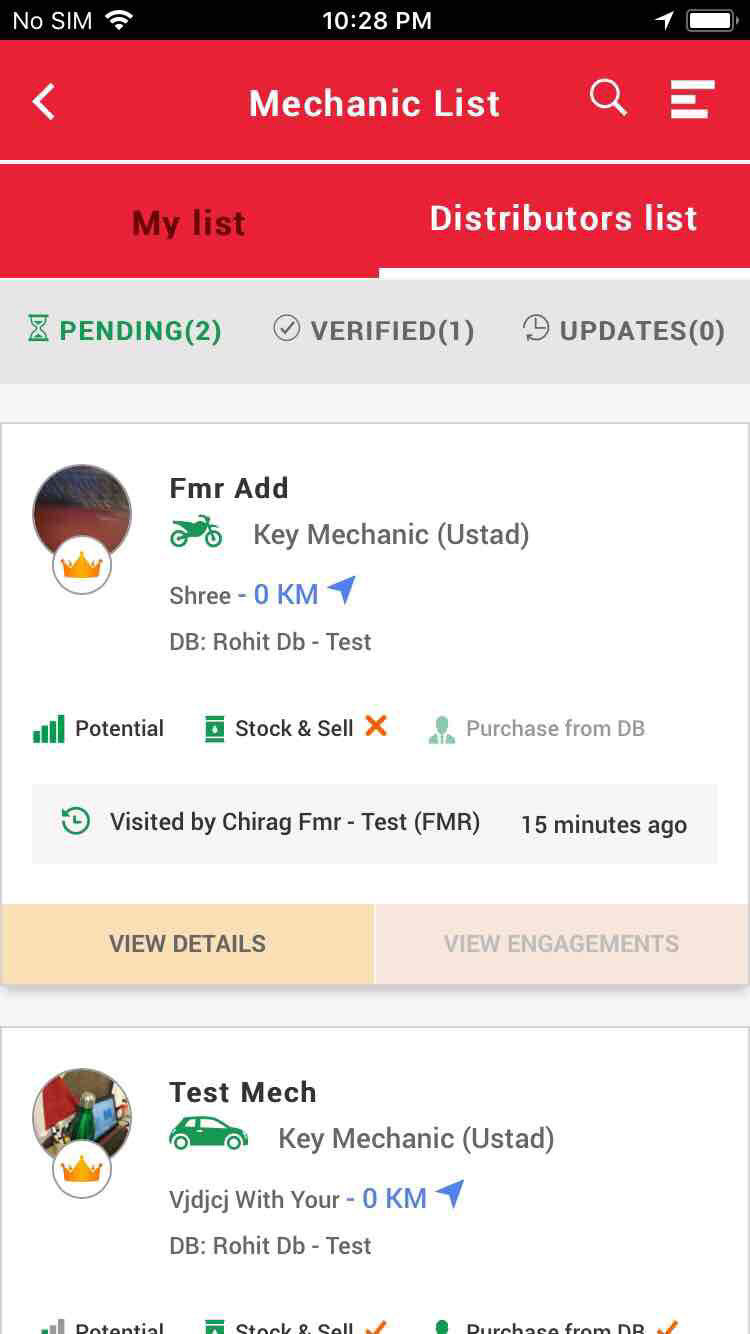 No SIM 10:28 PM
Mechanic List
My list Distributors list
PENDING(2) VERIFIED(1) UPDATES(0)
Fmr Add
Key Mechanic (Ustad)
Shree - 0 KM
DB: Rohit Db - Test
Potential Stock & Sell Purchase from DB
Visited by Chirag Fmr - Test (FMR) 15 minutes ago
VIEW DETAILS VIEW ENGAGEMENTS
Test Mech
Key Mechanic (Ustad)
Vjdjcj With Your - 0 KM
DB: Rohit Db - Test
Potential Stock & Sell Purchase from DB